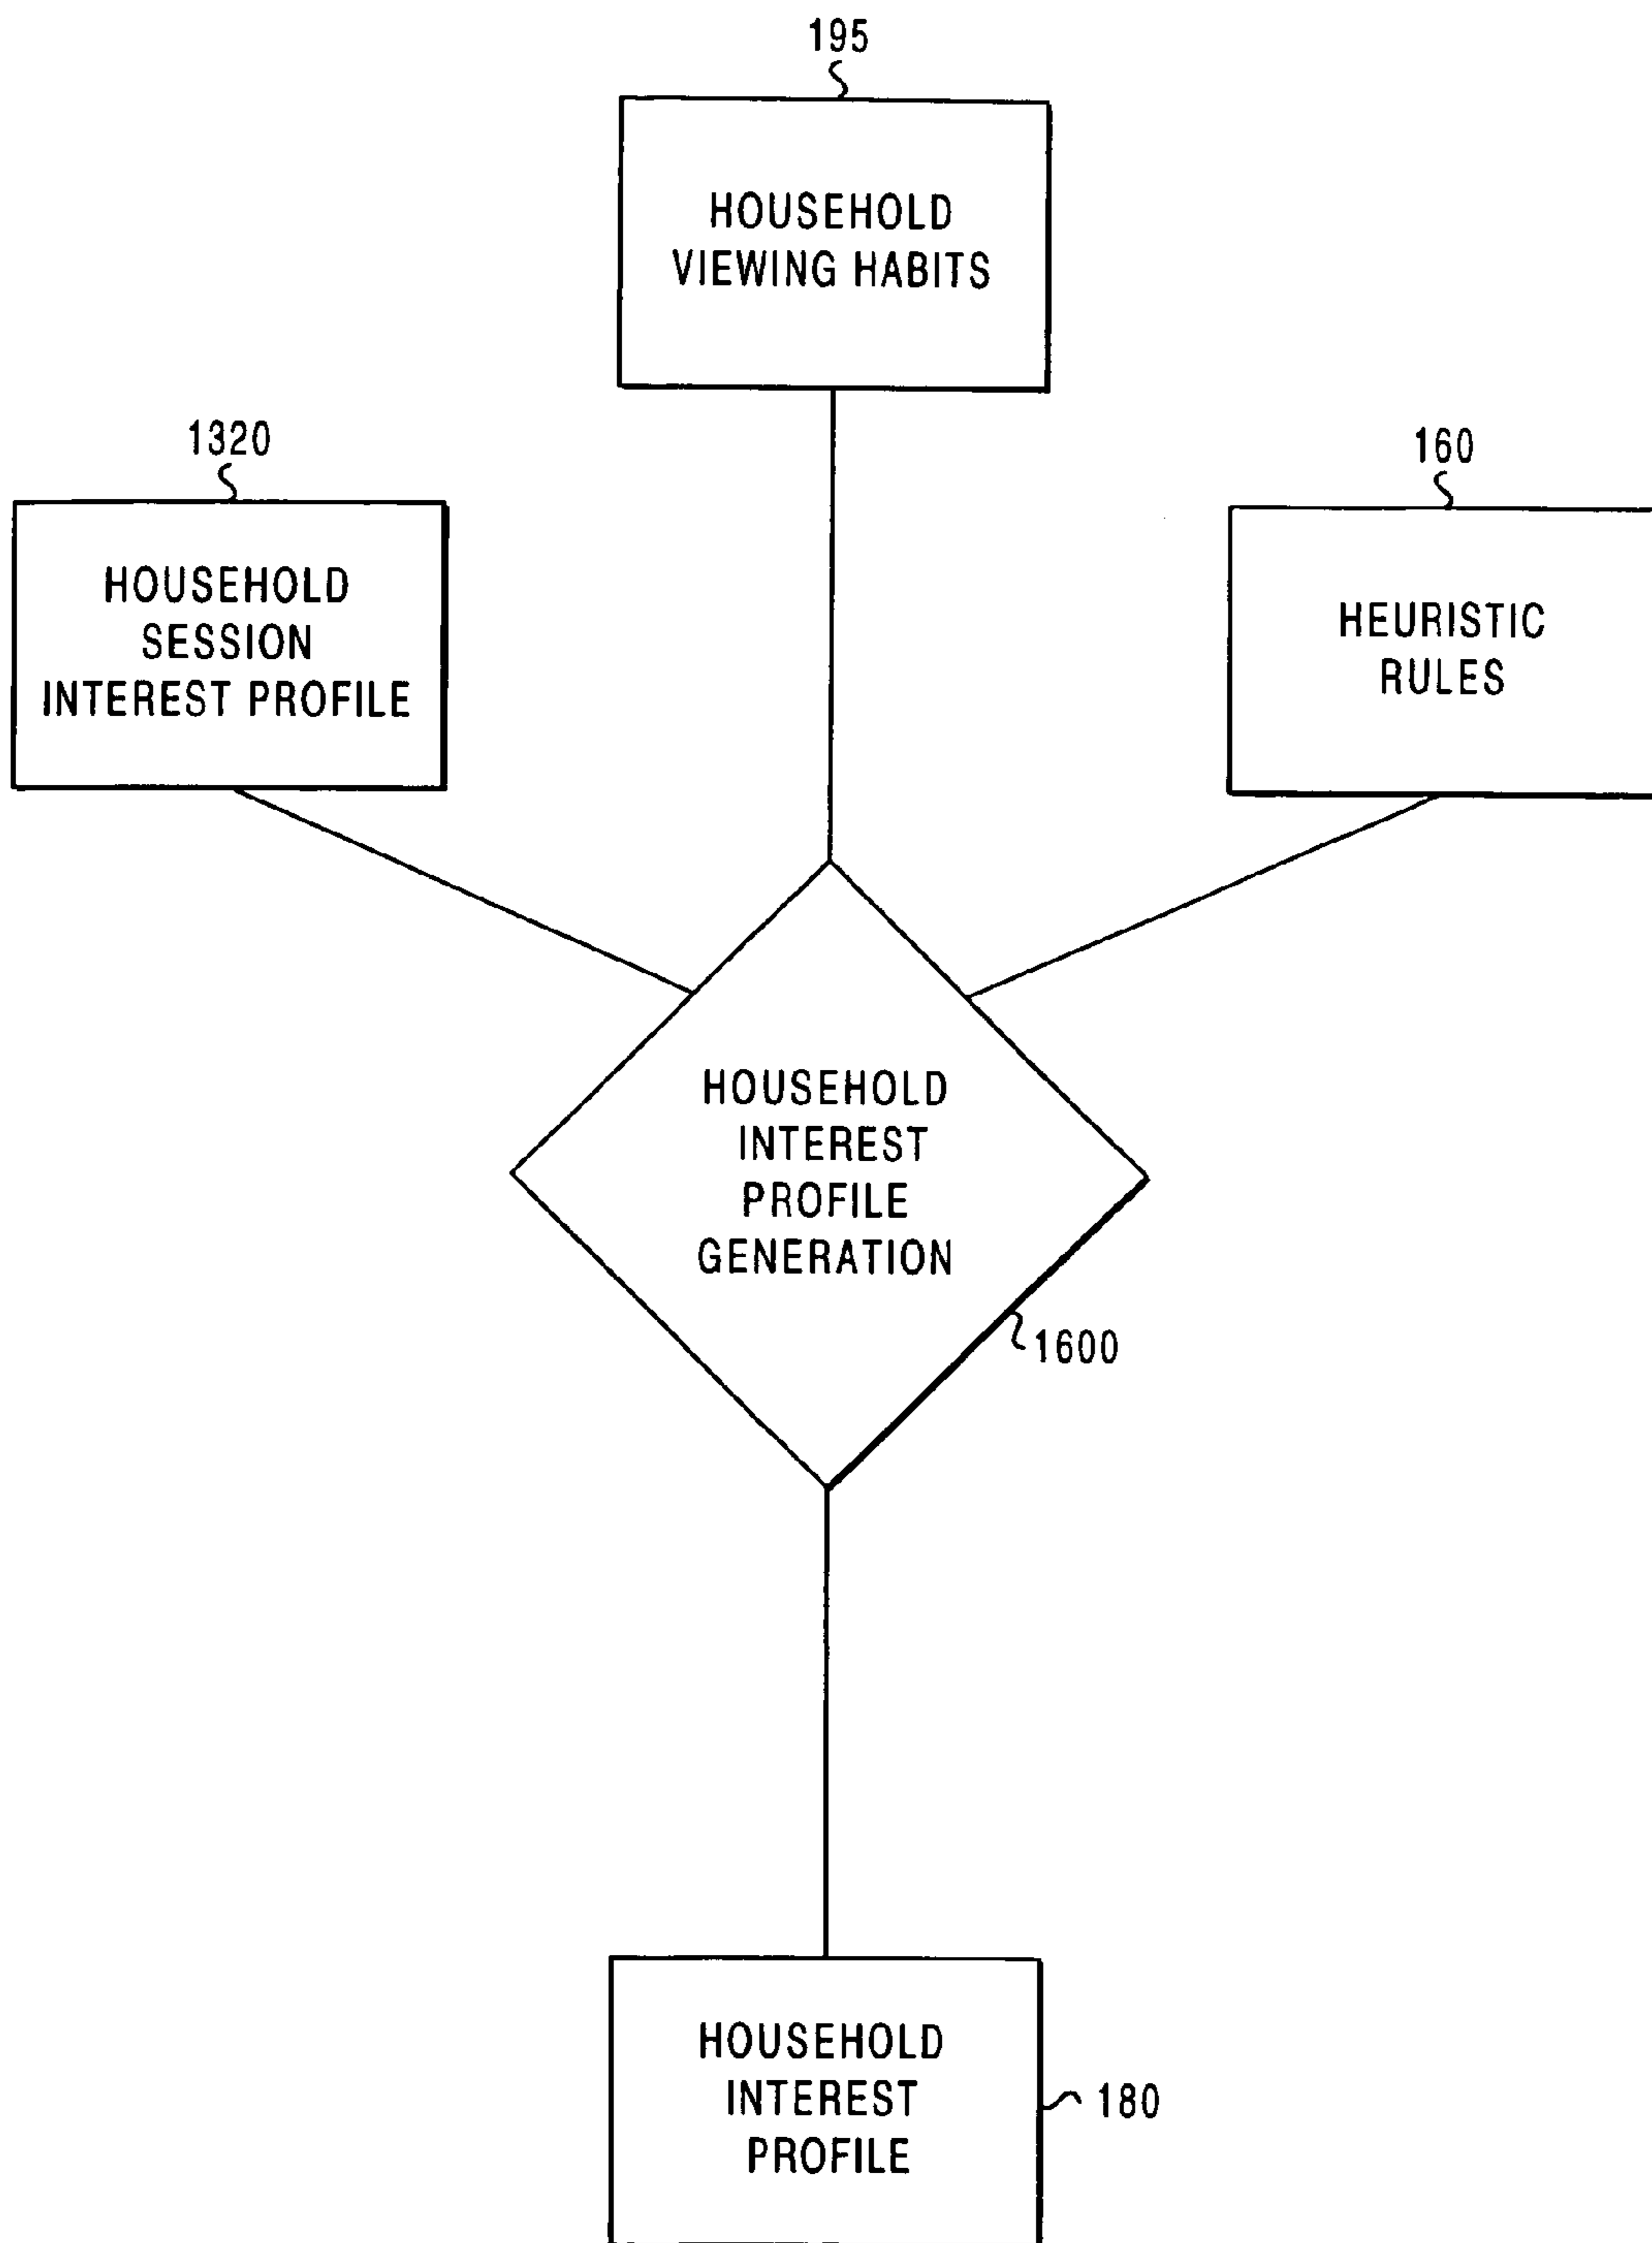 195
HOUSEHOLD
VIEWING HABITS
1320
HOUSEHOLD
SESSION
INTEREST PROFILE
160
HEURISTIC
RULES
HOUSEHOLD
INTEREST
PROFILE
GENERATION
1600
HOUSEHOLD
INTEREST
PROFILE
180